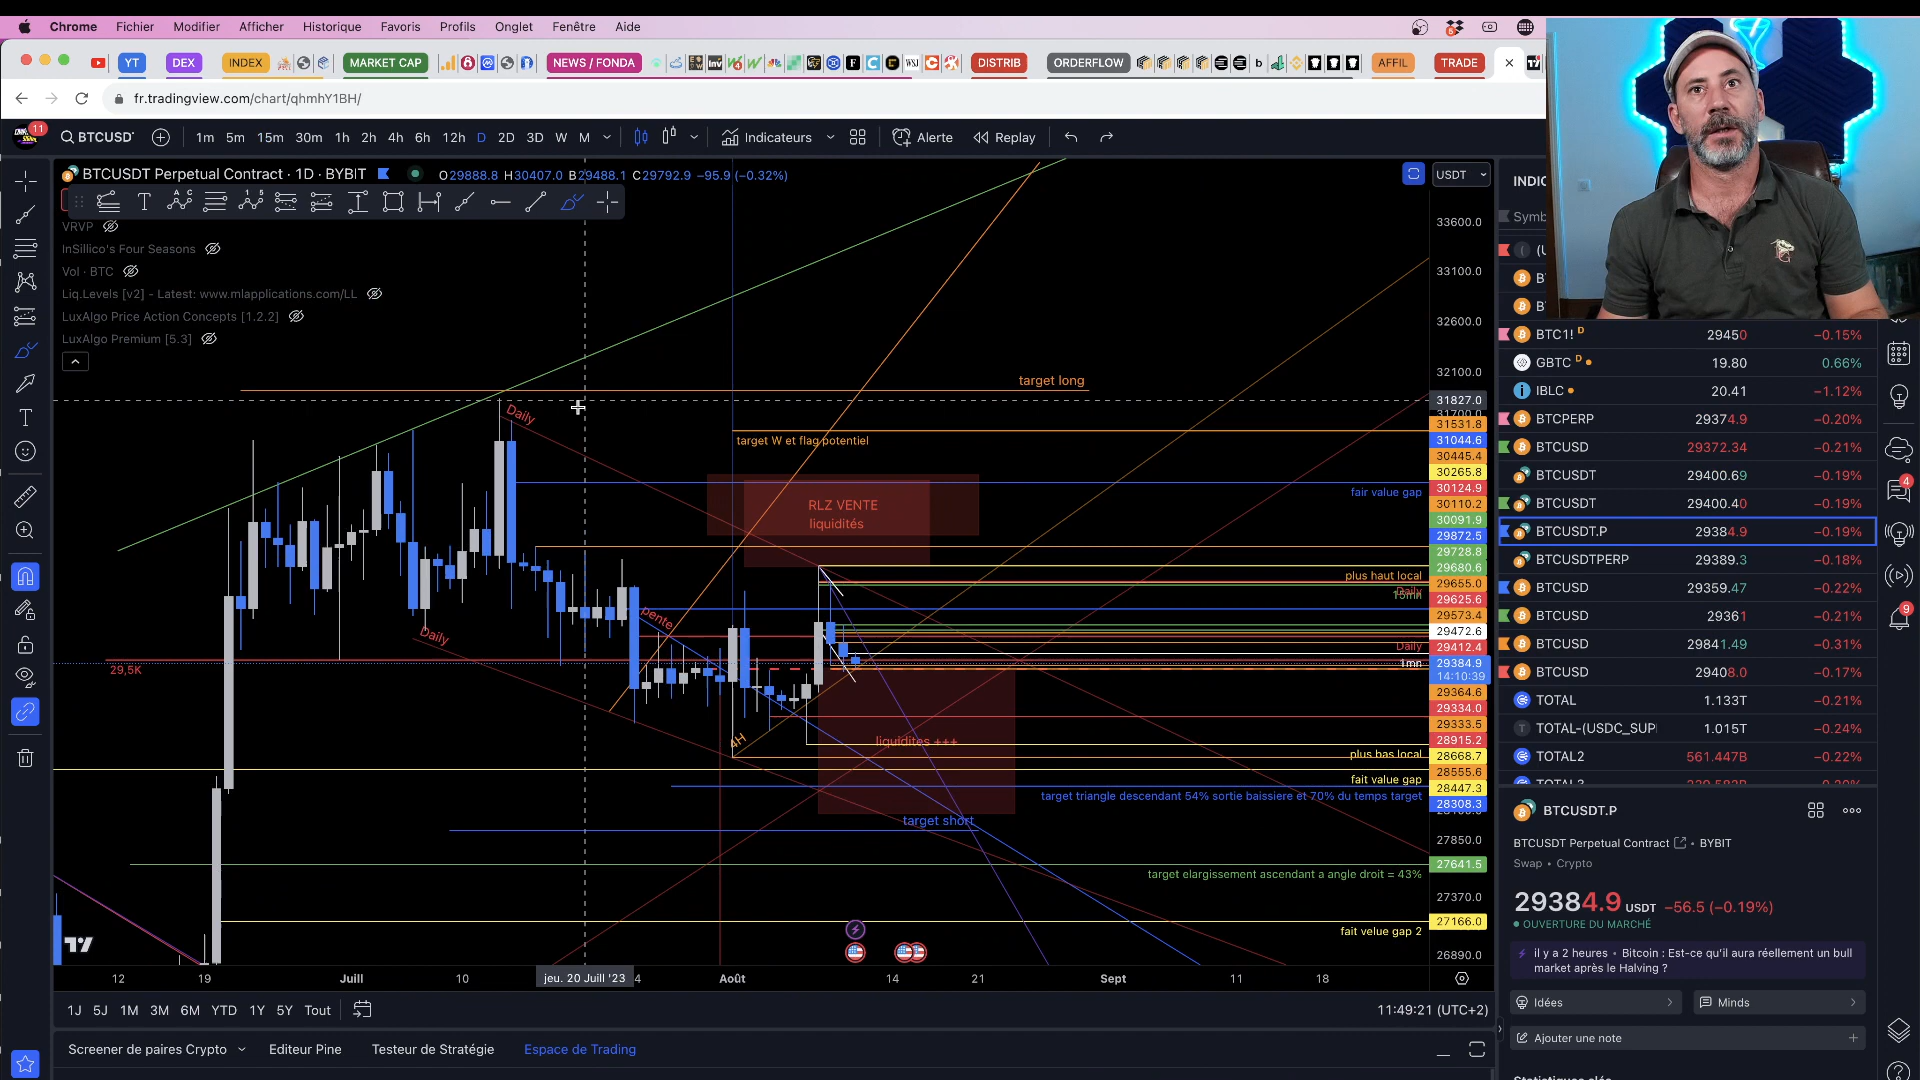 Chrome Fichier Modifier Afficher Historique Favoris Profils Onglet Fenêtre Aide
YT DEX INDEX MARKET CAP NEWS / FONDA DISTRIB ORDERFLOW AFFIL TRADE
fr.tradingview.com/chart/qhmhY1BH/
11
BTCUSDT 1m 5m 15m 30m 1h 2h 4h 6h 12h D 2D 3D W M Indicateurs Alerte Replay
BTCUSDT Perpetual Contract · 1D · BYBIT O29888.8 H30407.0 B29488.1 C29792.9 −95.9 (−0.32%)
USDT
VRVP
InSillico's Four Seasons
Vol · BTC
Liq.Levels [v2] - Latest: www.mlapplications.com/LL
LuxAlgo Price Action Concepts [1.2.2]
LuxAlgo Premium [5.3]
target long
Daily
target W et flag potentiel
RLZ VENTE
liquidités
fair value gap
plus haut local
Daily
15mn
pente
Daily
Daily
1mn
29,5K
4H
liquidites +++
plus bas local
fait value gap
target triangle descendant 54% sortie baissiere et 70% du temps target
target short
target elargissement ascendant a angle droit = 43%
fait velue gap 2
33600.0
33100.0
32600.0
32100.0
31827.0
31700.0
31531.8
31044.6
30445.4
30265.8
30124.9
30110.2
30091.9
29872.5
29728.8
29680.6
29655.0
29625.6
29573.4
29472.6
29412.4
29384.9
14:10:39
29364.6
29334.0
29333.5
28915.2
28668.7
28555.6
28447.3
28308.3
27850.0
27641.5
27370.0
27166.0
26890.0
12 19 Juill 10 jeu. 20 Juill '23 4 Août 14 21 Sept 11 18
1J 5J 1M 3M 6M YTD 1Y 5Y Tout
11:49:21 (UTC+2)
Screener de paires Crypto Editeur Pine Testeur de Stratégie Espace de Trading
INDIC
Symb
BTC1! D 29450 −0.15%
GBTC D 19.80 0.66%
IBLC 20.41 −1.12%
BTCPERP 29374.9 −0.20%
BTCUSD 29372.34 −0.21%
BTCUSDT 29400.69 −0.19%
BTCUSDT 29400.40 −0.19%
BTCUSDT.P 29384.9 −0.19%
BTCUSDTPERP 29389.3 −0.18%
BTCUSD 29359.47 −0.22%
BTCUSD 29361 −0.21%
BTCUSD 29841.49 −0.31%
BTCUSD 29408.0 −0.17%
TOTAL 1.133T −0.21%
TOTAL-(USDC_SUPI 1.015T −0.24%
TOTAL2 561.447B −0.22%
BTCUSDT.P
BTCUSDT Perpetual Contract • BYBIT
Swap • Crypto
29384.9 USDT −56.5 (−0.19%)
OUVERTURE DU MARCHÉ
il y a 2 heures • Bitcoin : Est-ce qu'il aura réellement un bull
market après le Halving ?
Idées Minds
Ajouter une note
4
9